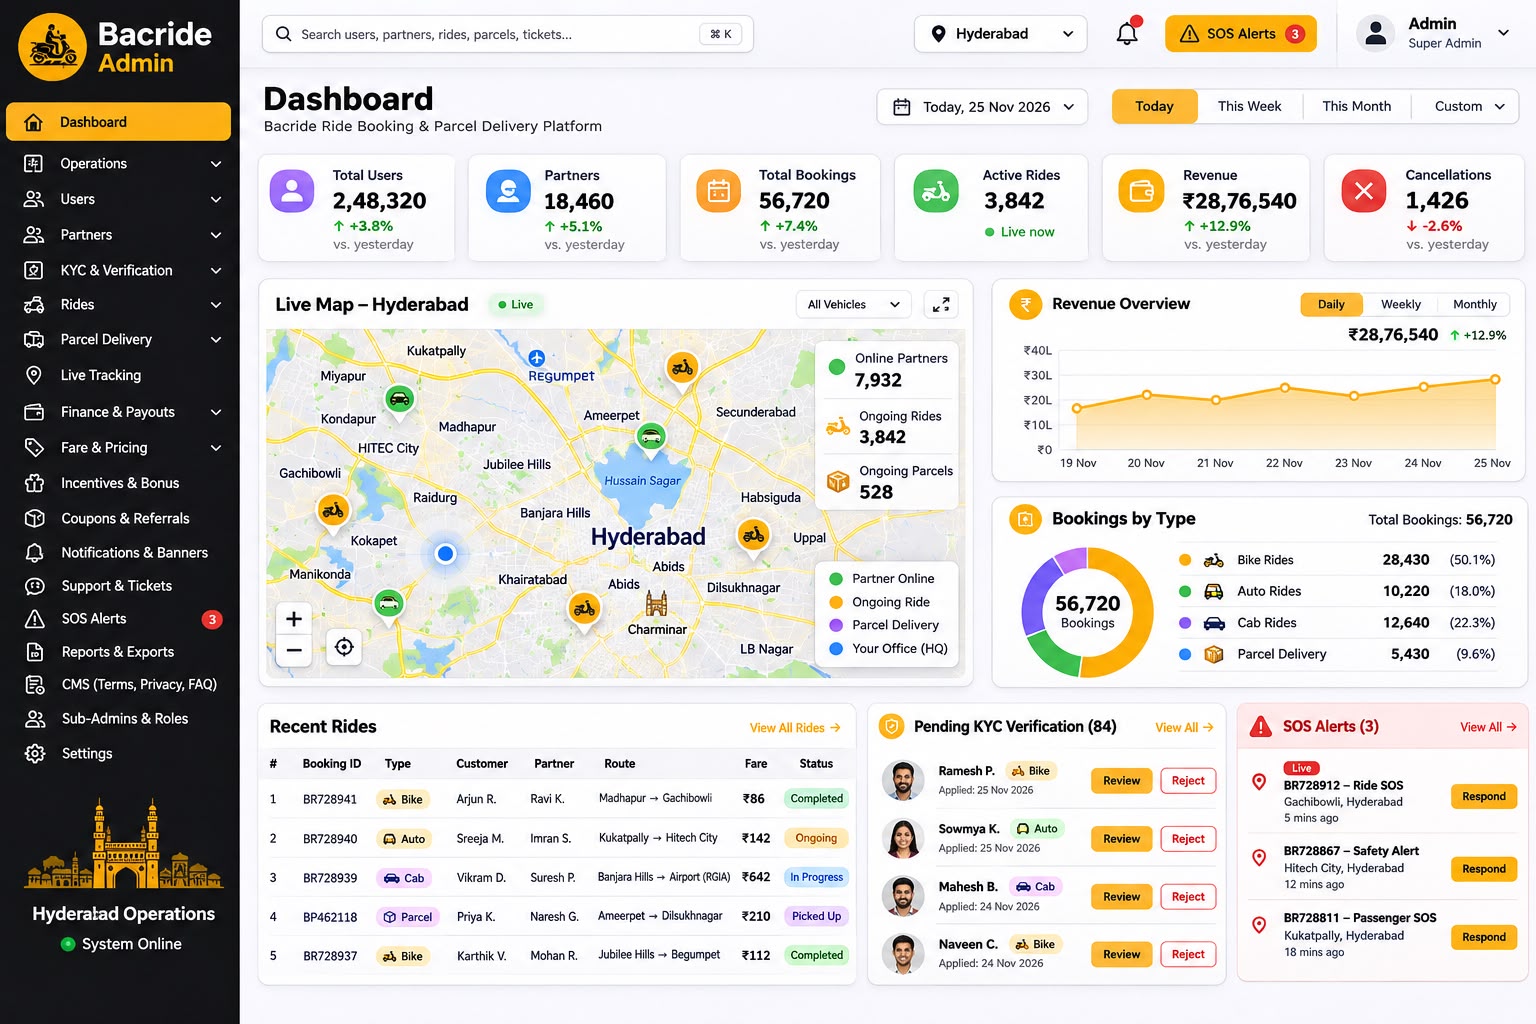 Bacride
Admin
Dashboard
Operations
Users
Partners
KYC & Verification
Rides
Parcel Delivery
Live Tracking
Finance & Payouts
Fare & Pricing
Incentives & Bonus
Coupons & Referrals
Notifications & Banners
Support & Tickets
SOS Alerts 3
Reports & Exports
CMS (Terms, Privacy, FAQ)
Sub-Admins & Roles
Settings
Hyderabad Operations
System Online
Search users, partners, rides, parcels, tickets... ⌘ K
Hyderabad
SOS Alerts 3
Admin
Super Admin
Dashboard
Bacride Ride Booking & Parcel Delivery Platform
Today, 25 Nov 2026
Today This Week This Month Custom
Total Users
2,48,320
↑ +3.8%
vs. yesterday
Partners
18,460
↑ +5.1%
vs. yesterday
Total Bookings
56,720
↑ +7.4%
vs. yesterday
Active Rides
3,842
Live now
Revenue
₹28,76,540
↑ +12.9%
vs. yesterday
Cancellations
1,426
↓ -2.6%
vs. yesterday
Live Map – Hyderabad Live
All Vehicles
Kukatpally
Miyapur
Regumpet
Kondapur
Madhapur
Ameerpet
Secunderabad
HITEC City
Gachibowli
Jubilee Hills
Hussain Sagar
Raidurg
Banjara Hills
Habsiguda
Kokapet
Hyderabad
Uppal
Manikonda
Khairatabad
Abids
Abids
Dilsukhnagar
Charminar
LB Nagar
+
−
Online Partners
7,932
Ongoing Rides
3,842
Ongoing Parcels
528
Partner Online
Ongoing Ride
Parcel Delivery
Your Office (HQ)
₹ Revenue Overview
Daily Weekly Monthly
₹28,76,540 ↑ +12.9%
₹40L
₹30L
₹20L
₹10L
₹0
19 Nov 20 Nov 21 Nov 22 Nov 23 Nov 24 Nov 25 Nov
Bookings by Type
Total Bookings: 56,720
56,720
Bookings
Bike Rides 28,430 (50.1%)
Auto Rides 10,220 (18.0%)
Cab Rides 12,640 (22.3%)
Parcel Delivery 5,430 (9.6%)
Recent Rides View All Rides →
# Booking ID Type Customer Partner Route Fare Status
1 BR728941 Bike Arjun R. Ravi K. Madhapur → Gachibowli ₹86 Completed
2 BR728940 Auto Sreeja M. Imran S. Kukatpally → Hitech City ₹142 Ongoing
3 BR728939 Cab Vikram D. Suresh P. Banjara Hills → Airport (RGIA) ₹642 In Progress
4 BP462118 Parcel Priya K. Naresh G. Ameerpet → Dilsukhnagar ₹210 Picked Up
5 BR728937 Bike Karthik V. Mohan R. Jubilee Hills → Begumpet ₹112 Completed
Pending KYC Verification (84) View All →
Ramesh P. Bike
Applied: 25 Nov 2026
Review Reject
Sowmya K. Auto
Applied: 25 Nov 2026
Review Reject
Mahesh B. Cab
Applied: 24 Nov 2026
Review Reject
Naveen C. Bike
Applied: 24 Nov 2026
Review Reject
SOS Alerts (3) View All →
Live
BR728912 – Ride SOS
Gachibowli, Hyderabad
5 mins ago
Respond
BR728867 – Safety Alert
Hitech City, Hyderabad
12 mins ago
Respond
BR728811 – Passenger SOS
Kukatpally, Hyderabad
18 mins ago
Respond